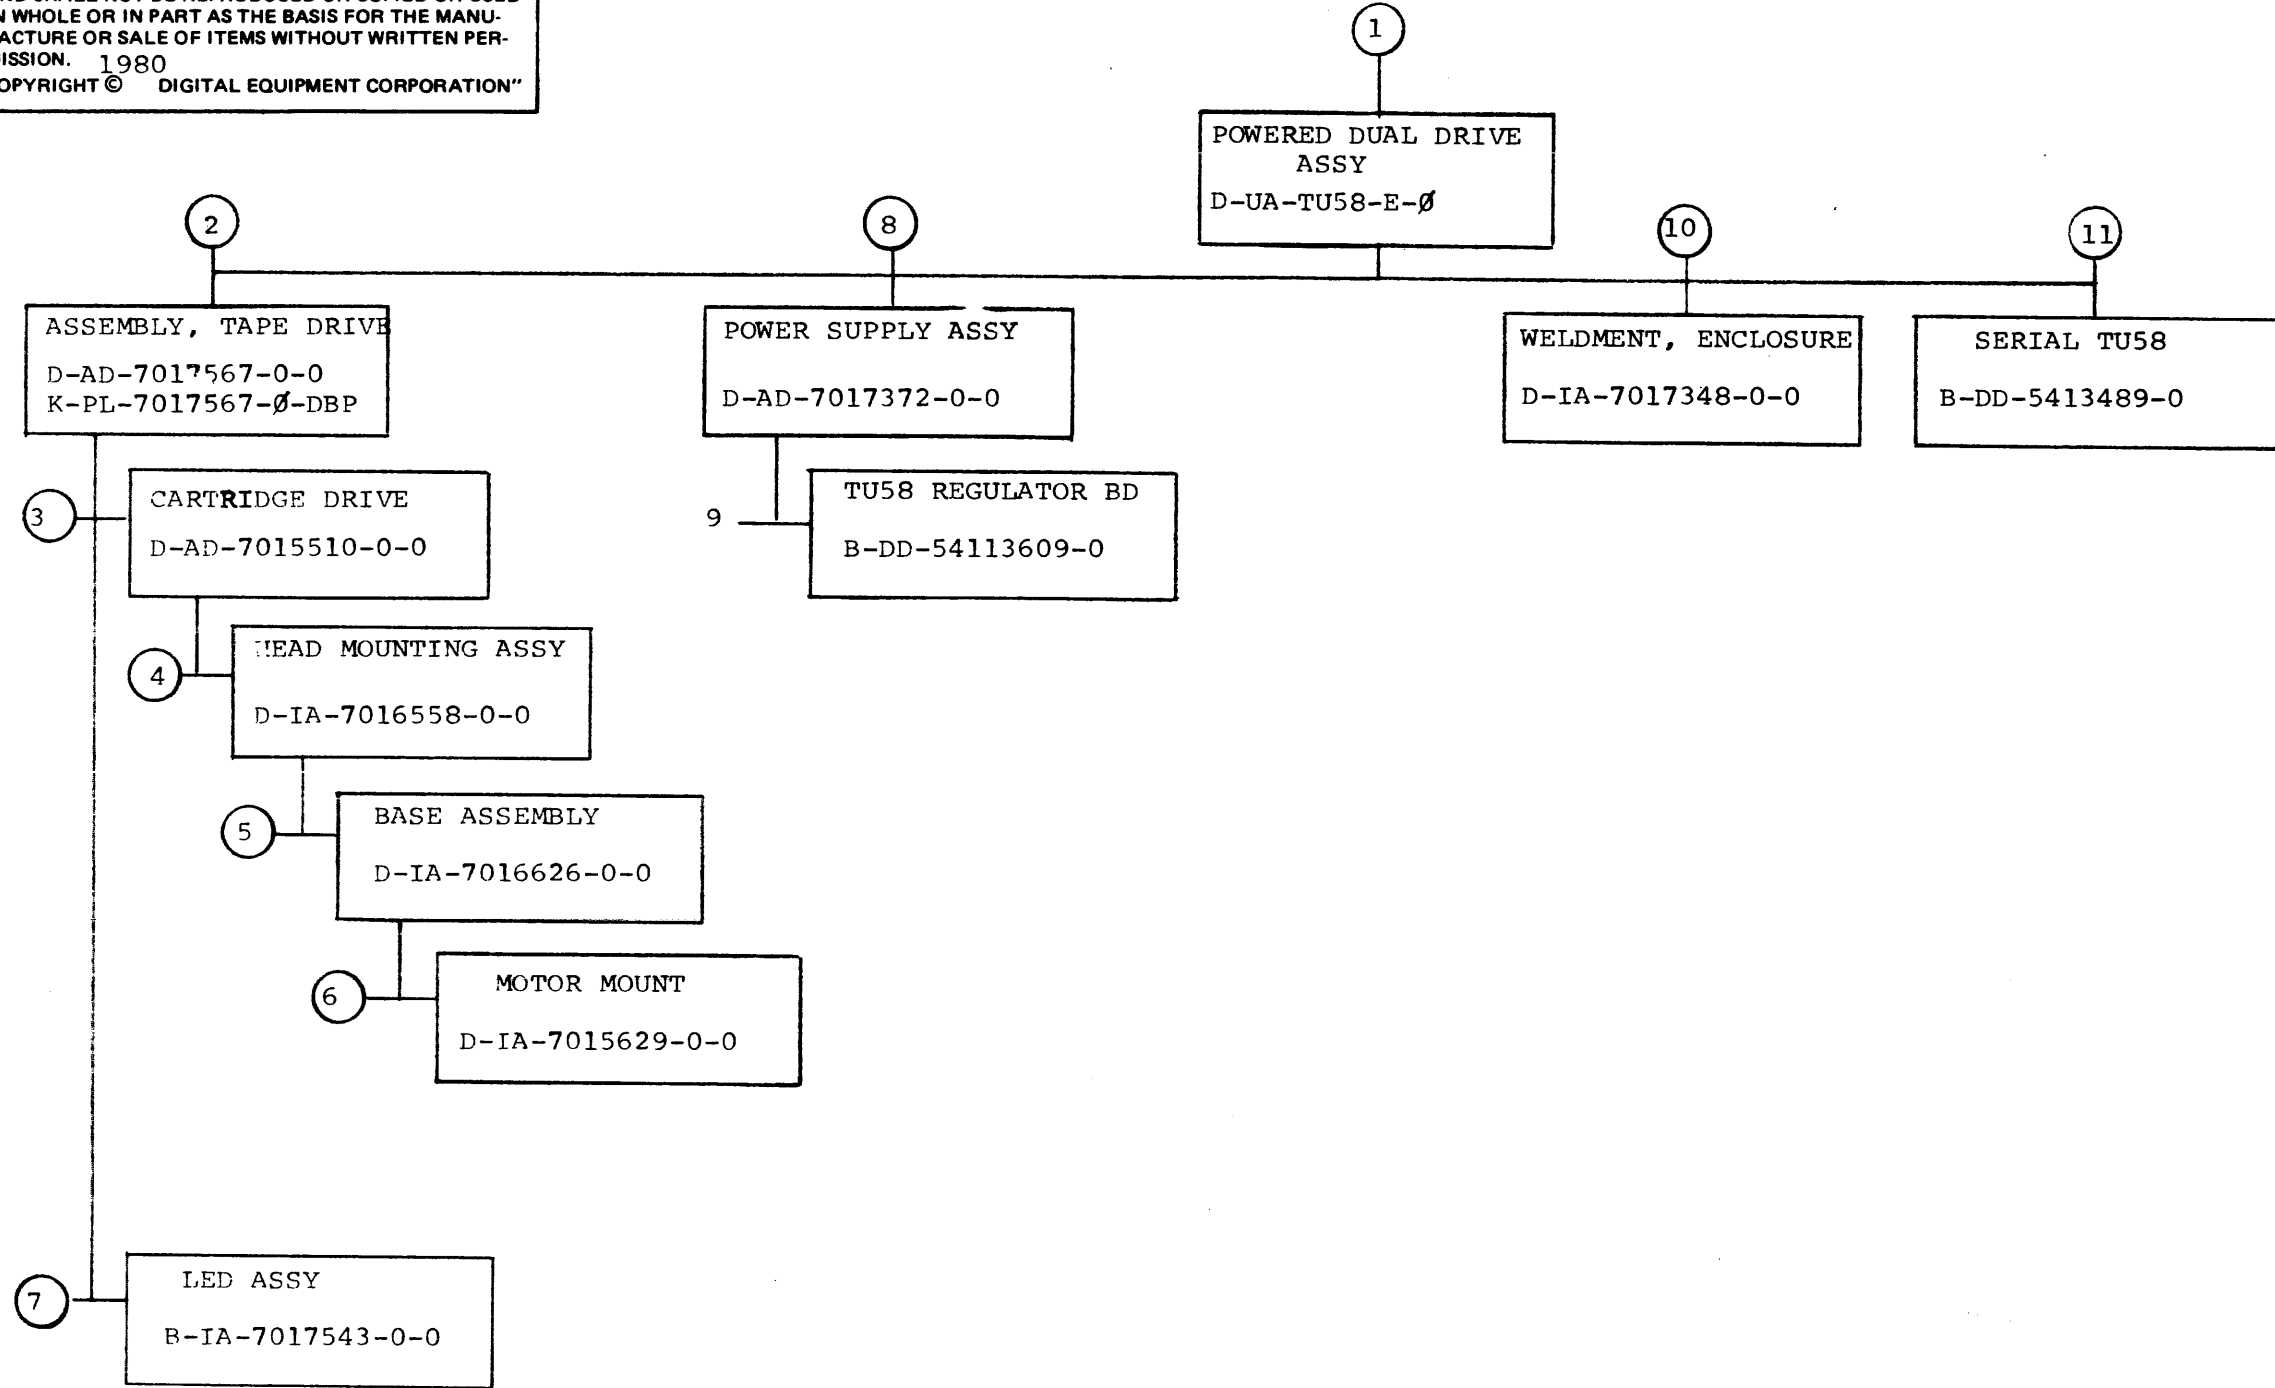 IN WHOLE OR IN PART AS THE BASIS FOR THE MANU-
FACTURE OR SALE OF ITEMS WITHOUT WRITTEN PER-
MISSION. 1980
COPYRIGHT © DIGITAL EQUIPMENT CORPORATION"
1
POWERED DUAL DRIVE
ASSY
D-UA-TU58-E-Ø
2
ASSEMBLY, TAPE DRIVE
D-AD-7017567-0-0
K-PL-7017567-Ø-DBP
3
CARTRIDGE DRIVE
D-AD-7015510-0-0
4
HEAD MOUNTING ASSY
D-IA-7016558-0-0
5
BASE ASSEMBLY
D-IA-7016626-0-0
6
MOTOR MOUNT
D-IA-7015629-0-0
7
LED ASSY
B-IA-7017543-0-0
8
POWER SUPPLY ASSY
D-AD-7017372-0-0
9
TU58 REGULATOR BD
B-DD-54113609-0
10
WELDMENT, ENCLOSURE
D-IA-7017348-0-0
11
SERIAL TU58
B-DD-5413489-0